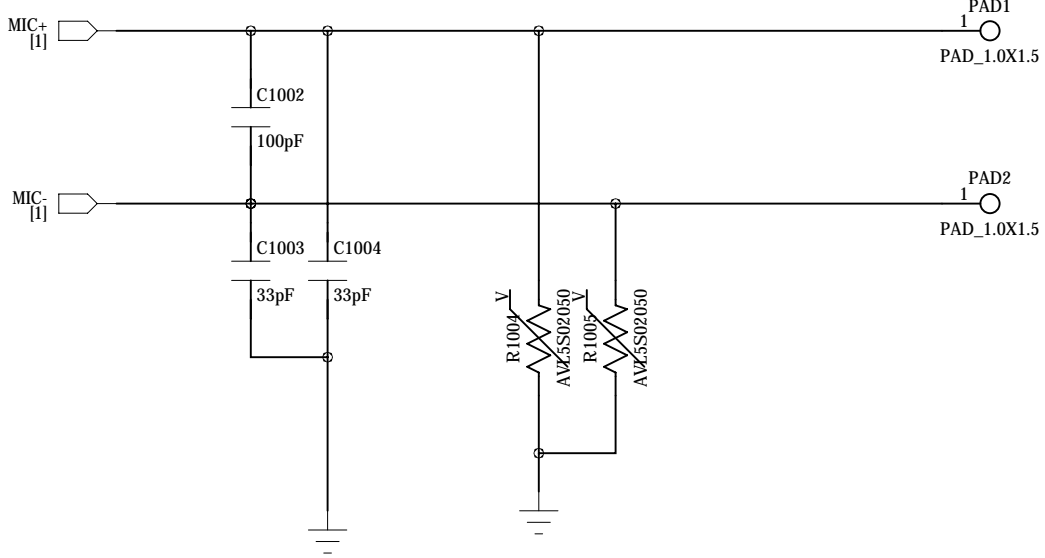 MIC+
[1]
PAD1
1
PAD_1.0X1.5
C1002
100pF
MIC-
[1]
PAD2
1
PAD_1.0X1.5
C1003
33pF
C1004
33pF
V
R1004
AVL5S02050
V
R1005
AVL5S02050